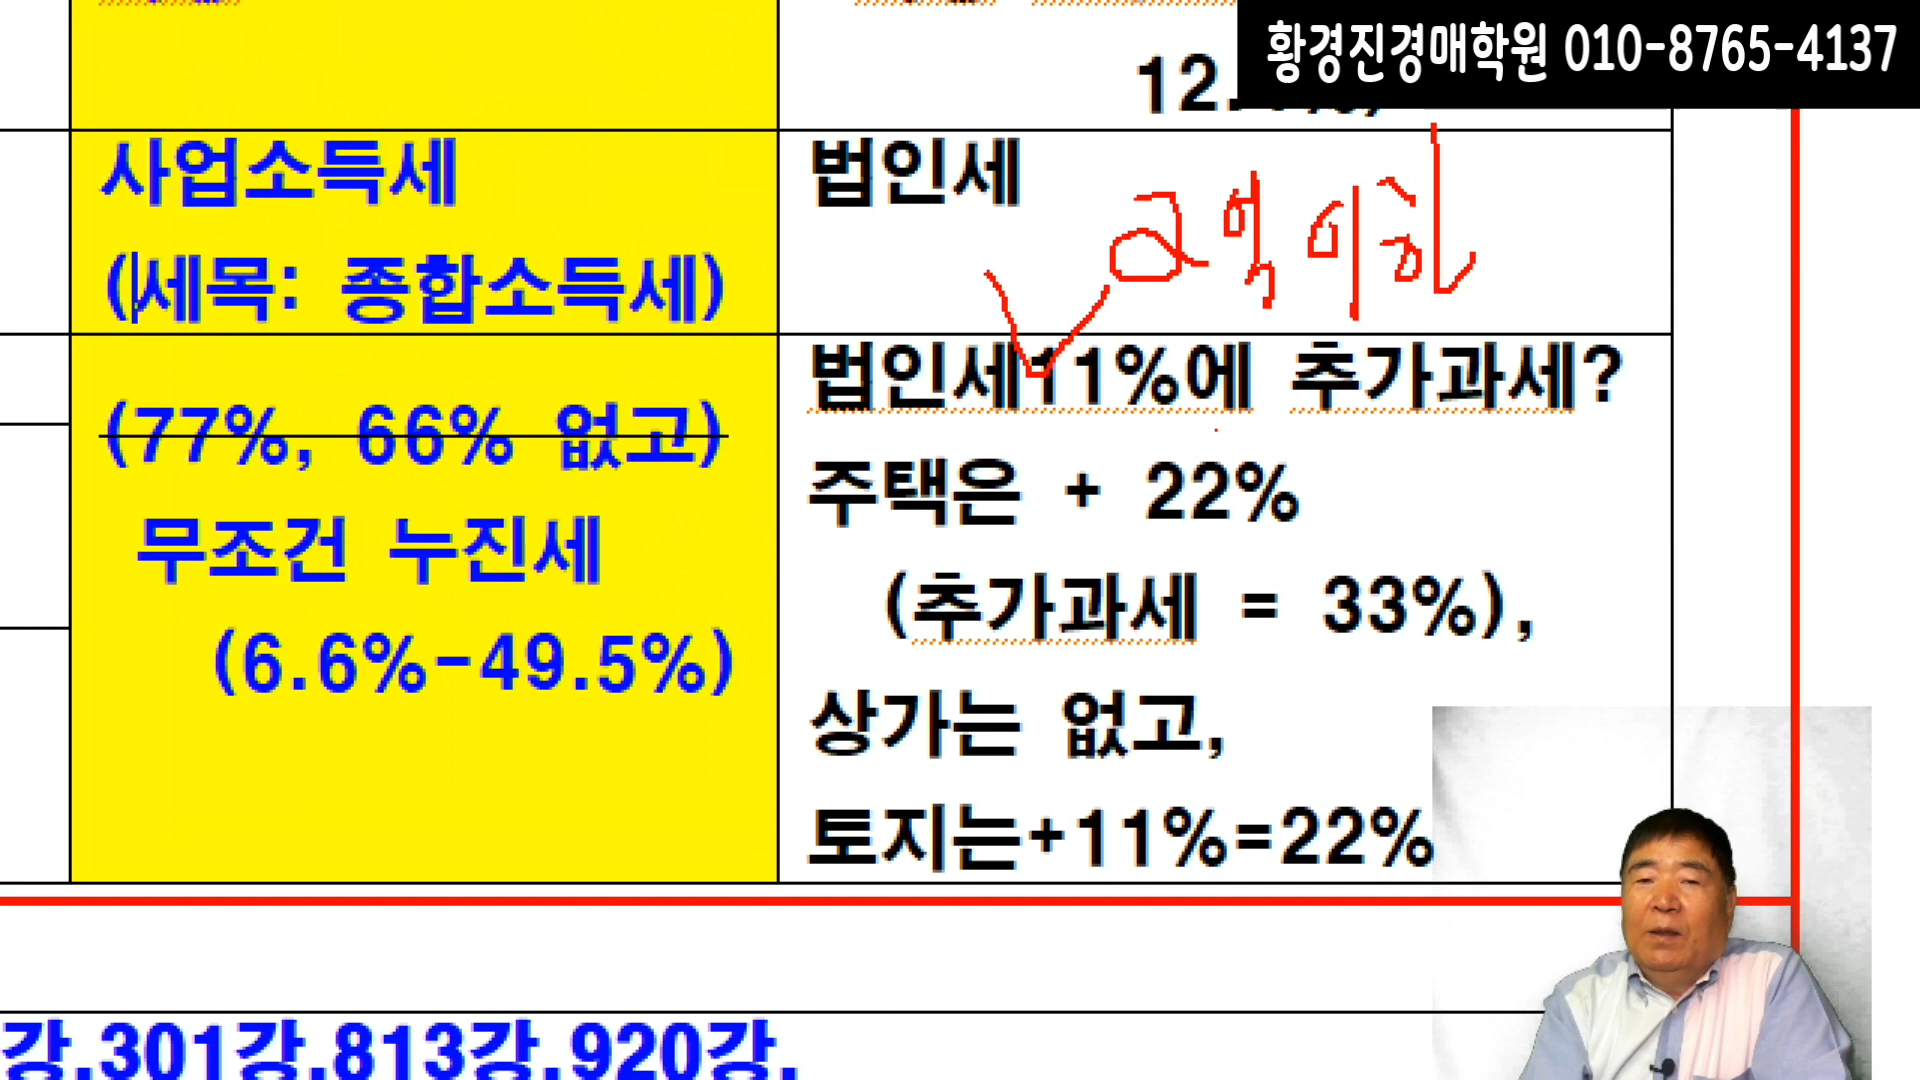 황경진경매학원 010-8765-4137
12.
사업소득세
(세목: 종합소득세)
법인세
2억이하
(77%, 66% 없고)
무조건 누진세
(6.6%-49.5%)
법인세11%에 추가과세?
주택은 + 22%
(추가과세 = 33%),
상가는 없고,
토지는+11%=22%
강.301강.813강.920강.